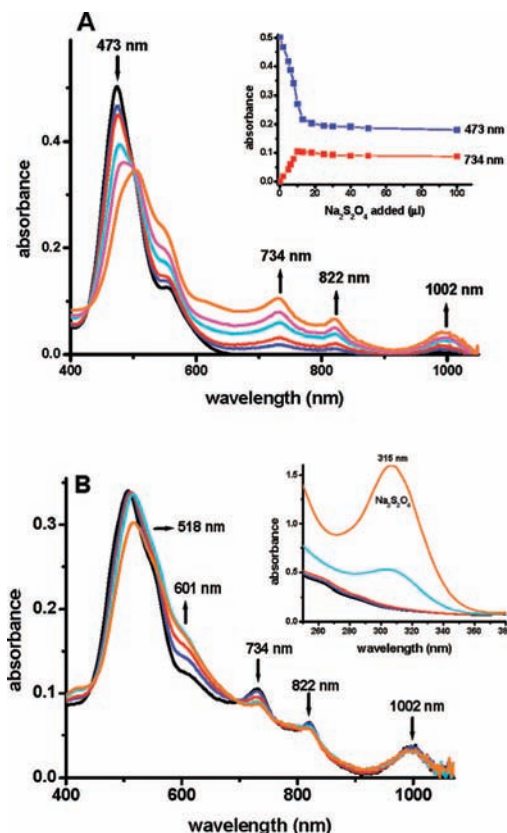 A
473 nm
734 nm
822 nm
1002 nm
absorbance
0.4
0.2
0.0
400 600 800 1000
wavelength (nm)
absorbance
0.5
0.4
0.3
0.2
0.1
0.0
473 nm
734 nm
0 20 40 60 80 100
Na₂S₂O₄ added (µl)
B
518 nm
601 nm
734 nm
822 nm
1002 nm
absorbance
0.3
0.2
0.1
0.0
400 600 800 1000
wavelength (nm)
315 nm
Na₂S₂O₄
absorbance
1.5
1.0
0.5
0.0
260 280 300 320 340 360 380
wavelength (nm)